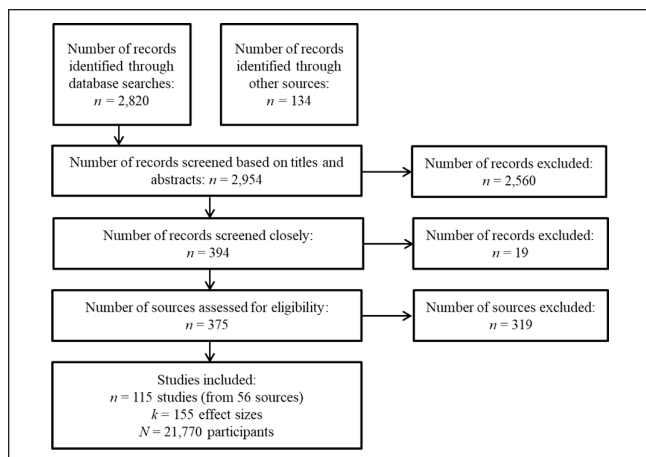 Number of records
identified through
database searches:
n = 2,820
Number of records
identified through
other sources:
n = 134
Number of records screened based on titles and
abstracts: n = 2,954
Number of records excluded:
n = 2,560
Number of records screened closely:
n = 394
Number of records excluded:
n = 19
Number of sources assessed for eligibility:
n = 375
Number of sources excluded:
n = 319
Studies included:
n = 115 studies (from 56 sources)
k = 155 effect sizes
N = 21,770 participants